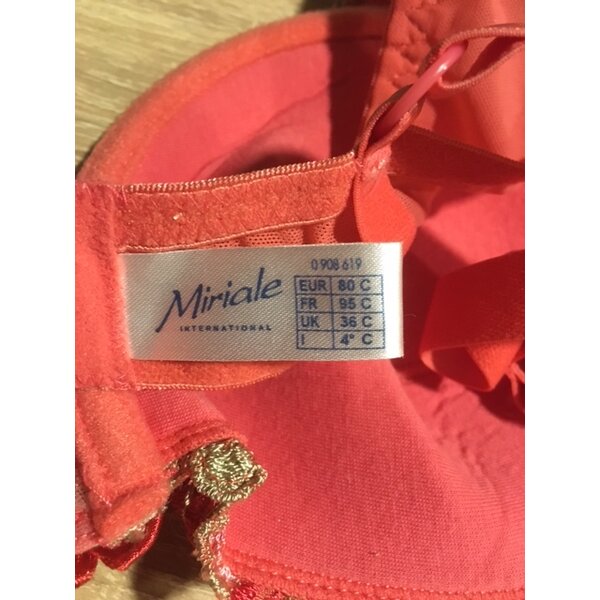 Miriale
INTERNATIONAL
0 908 619
EUR 80 C
FR 95 C
UK 36 C
I 4° C